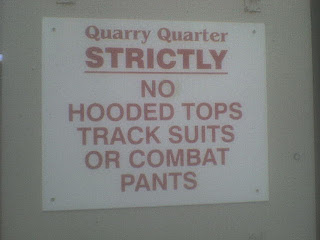 Quarry Quarter
STRICTLY
NO
HOODED TOPS
TRACK SUITS
OR COMBAT
PANTS